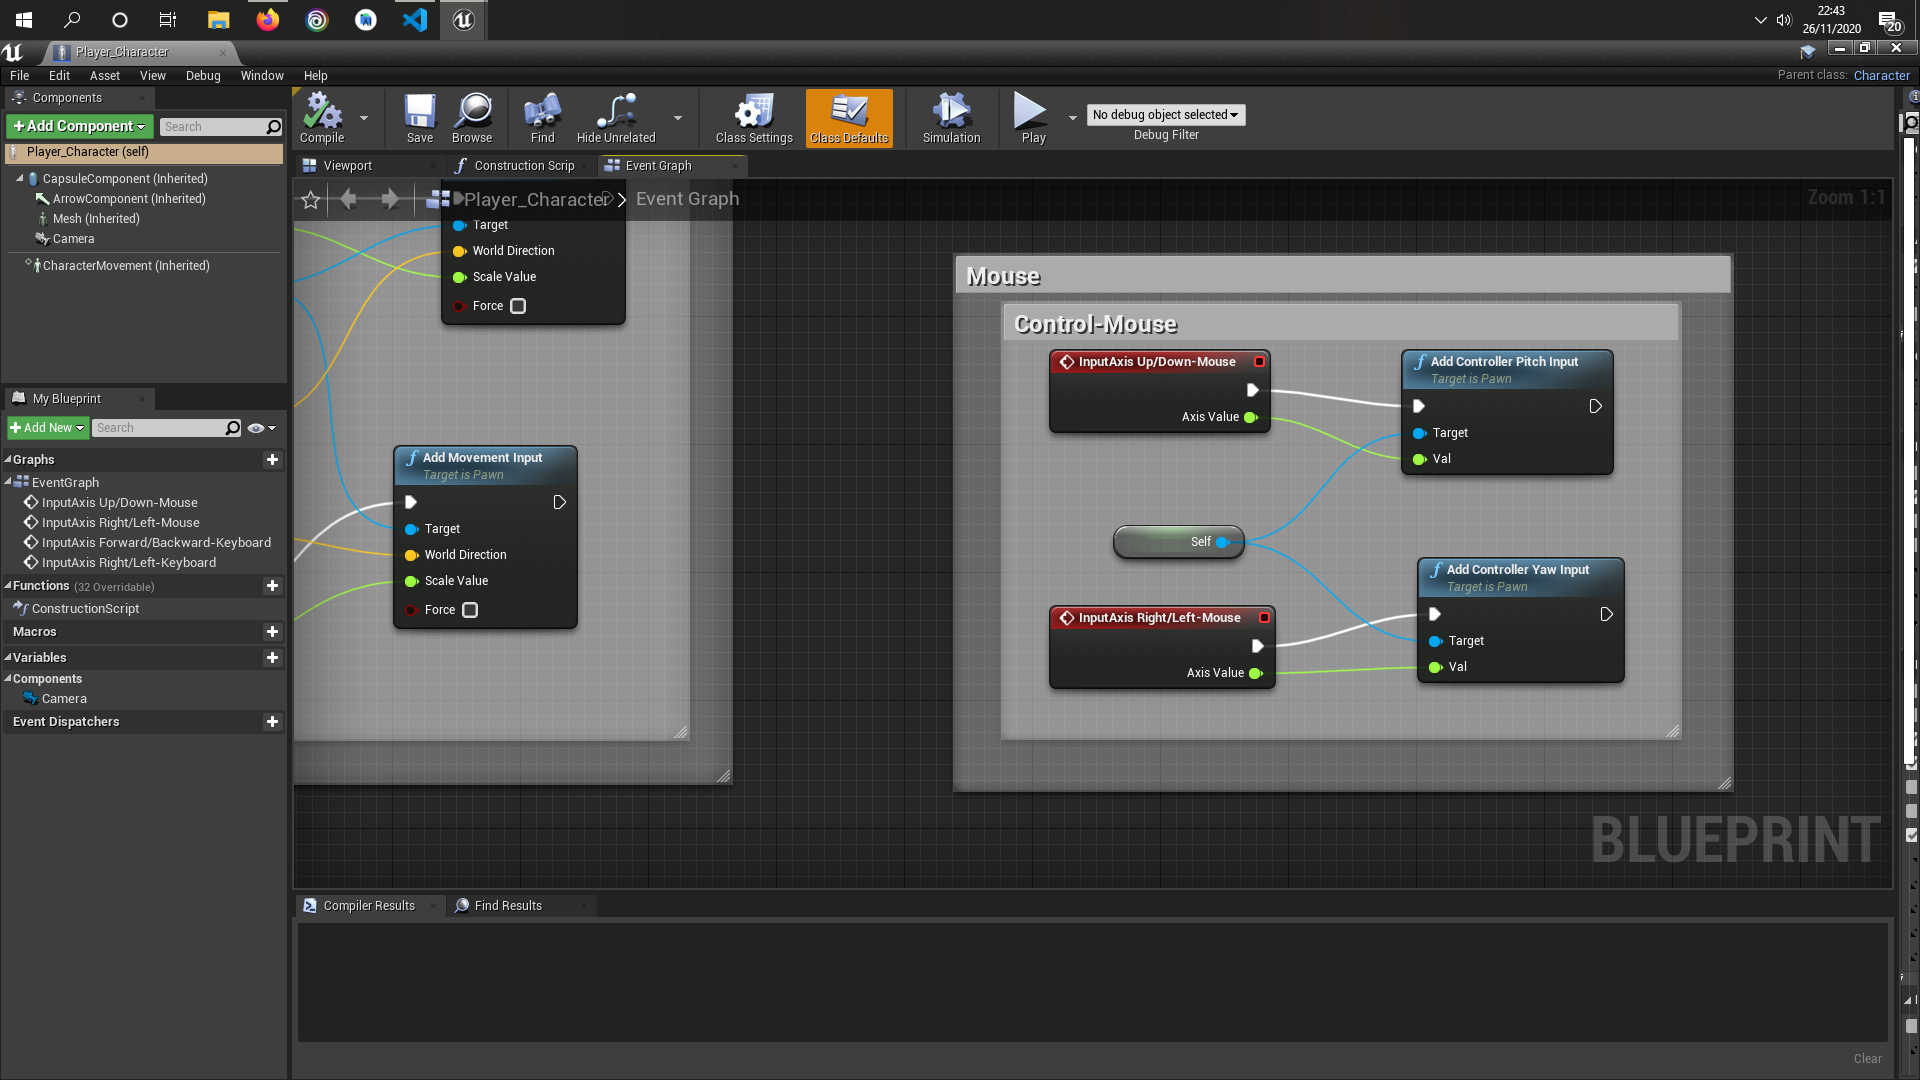 22:43
26/11/2020
20
Player_Character
File Edit Asset View Debug Window Help
Parent class: Character
Components
+Add Component
Search
Player_Character (self)
CapsuleComponent (Inherited)
ArrowComponent (Inherited)
Mesh (Inherited)
Camera
CharacterMovement (Inherited)
Compile
Save
Browse
Find
Hide Unrelated
Class Settings
Class Defaults
Simulation
Play
No debug object selected
Debug Filter
Viewport
Construction Scrip
Event Graph
Player_Character > Event Graph
Zoom 1:1
Target
World Direction
Scale Value
Force
Add Movement Input
Target is Pawn
Target
World Direction
Scale Value
Force
Mouse
Control-Mouse
InputAxis Up/Down-Mouse
Axis Value
Add Controller Pitch Input
Target is Pawn
Target
Val
Self
InputAxis Right/Left-Mouse
Axis Value
Add Controller Yaw Input
Target is Pawn
Target
Val
BLUEPRINT
My Blueprint
+Add New
Search
Graphs
EventGraph
InputAxis Up/Down-Mouse
InputAxis Right/Left-Mouse
InputAxis Forward/Backward-Keyboard
InputAxis Right/Left-Keyboard
Functions (32 Overridable)
ConstructionScript
Macros
Variables
Components
Camera
Event Dispatchers
Compiler Results
Find Results
Clear